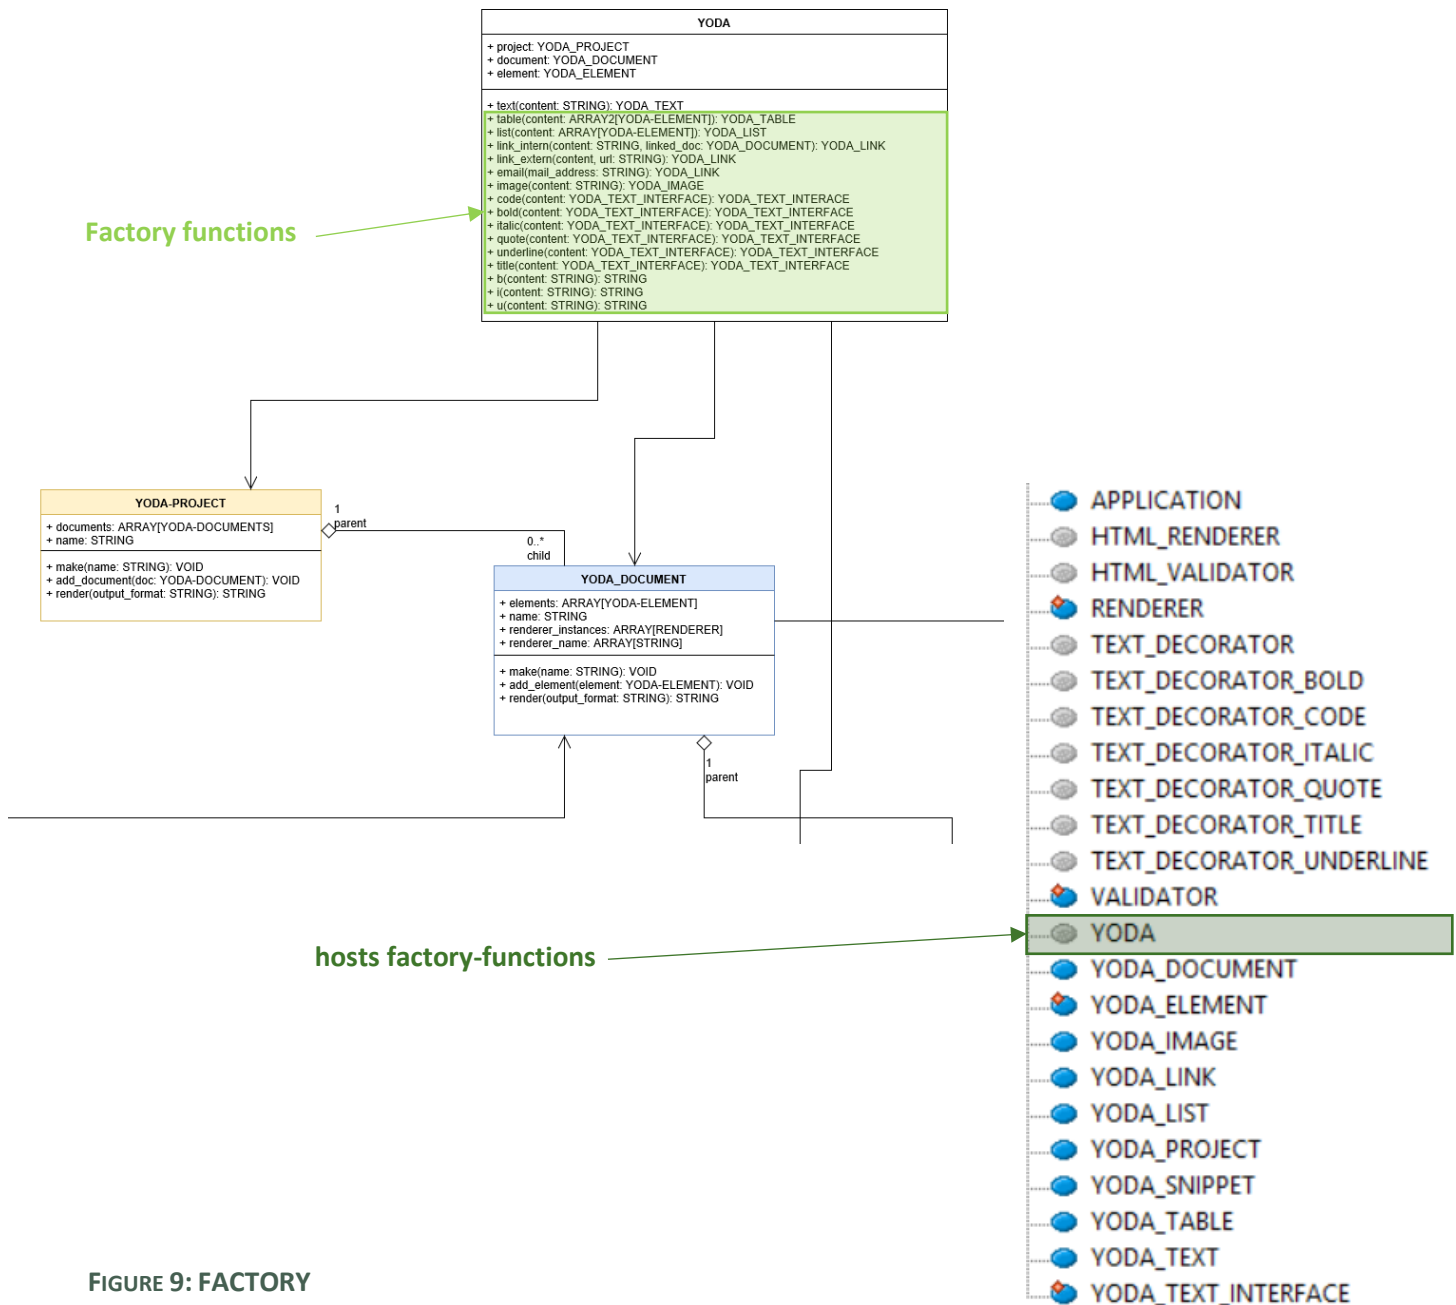 YODA
+ project: YODA_PROJECT
+ document: YODA_DOCUMENT
+ element: YODA_ELEMENT
+ text(content: STRING): YODA_TEXT
+ table(content: ARRAY2[YODA-ELEMENT]): YODA_TABLE
+ list(content: ARRAY[YODA-ELEMENT]): YODA_LIST
+ link_intern(content: STRING, linked_doc: YODA_DOCUMENT): YODA_LINK
+ link_extern(content, url: STRING): YODA_LINK
+ email(mail_address: STRING): YODA_LINK
+ image(content: STRING): YODA_IMAGE
+ code(content: YODA_TEXT_INTERFACE): YODA_TEXT_INTERACE
+ bold(content: YODA_TEXT_INTERFACE): YODA_TEXT_INTERFACE
+ italic(content: YODA_TEXT_INTERFACE): YODA_TEXT_INTERFACE
+ quote(content: YODA_TEXT_INTERFACE): YODA_TEXT_INTERFACE
+ underline(content: YODA_TEXT_INTERFACE): YODA_TEXT_INTERFACE
+ title(content: YODA_TEXT_INTERFACE): YODA_TEXT_INTERFACE
+ b(content: STRING): STRING
+ i(content: STRING): STRING
+ u(content: STRING): STRING
Factory functions
YODA-PROJECT
+ documents: ARRAY[YODA-DOCUMENTS]
+ name: STRING
+ make(name: STRING): VOID
+ add_document(doc: YODA-DOCUMENT): VOID
+ render(output_format: STRING): STRING
1
parent
0..*
child
YODA_DOCUMENT
+ elements: ARRAY[YODA-ELEMENT]
+ name: STRING
+ renderer_instances: ARRAY[RENDERER]
+ renderer_name: ARRAY[STRING]
+ make(name: STRING): VOID
+ add_element(element: YODA-ELEMENT): VOID
+ render(output_format: STRING): STRING
1
parent
hosts factory-functions
APPLICATION
HTML_RENDERER
HTML_VALIDATOR
RENDERER
TEXT_DECORATOR
TEXT_DECORATOR_BOLD
TEXT_DECORATOR_CODE
TEXT_DECORATOR_ITALIC
TEXT_DECORATOR_QUOTE
TEXT_DECORATOR_TITLE
TEXT_DECORATOR_UNDERLINE
VALIDATOR
YODA
YODA_DOCUMENT
YODA_ELEMENT
YODA_IMAGE
YODA_LINK
YODA_LIST
YODA_PROJECT
YODA_SNIPPET
YODA_TABLE
YODA_TEXT
YODA_TEXT_INTERFACE
FIGURE 9: FACTORY